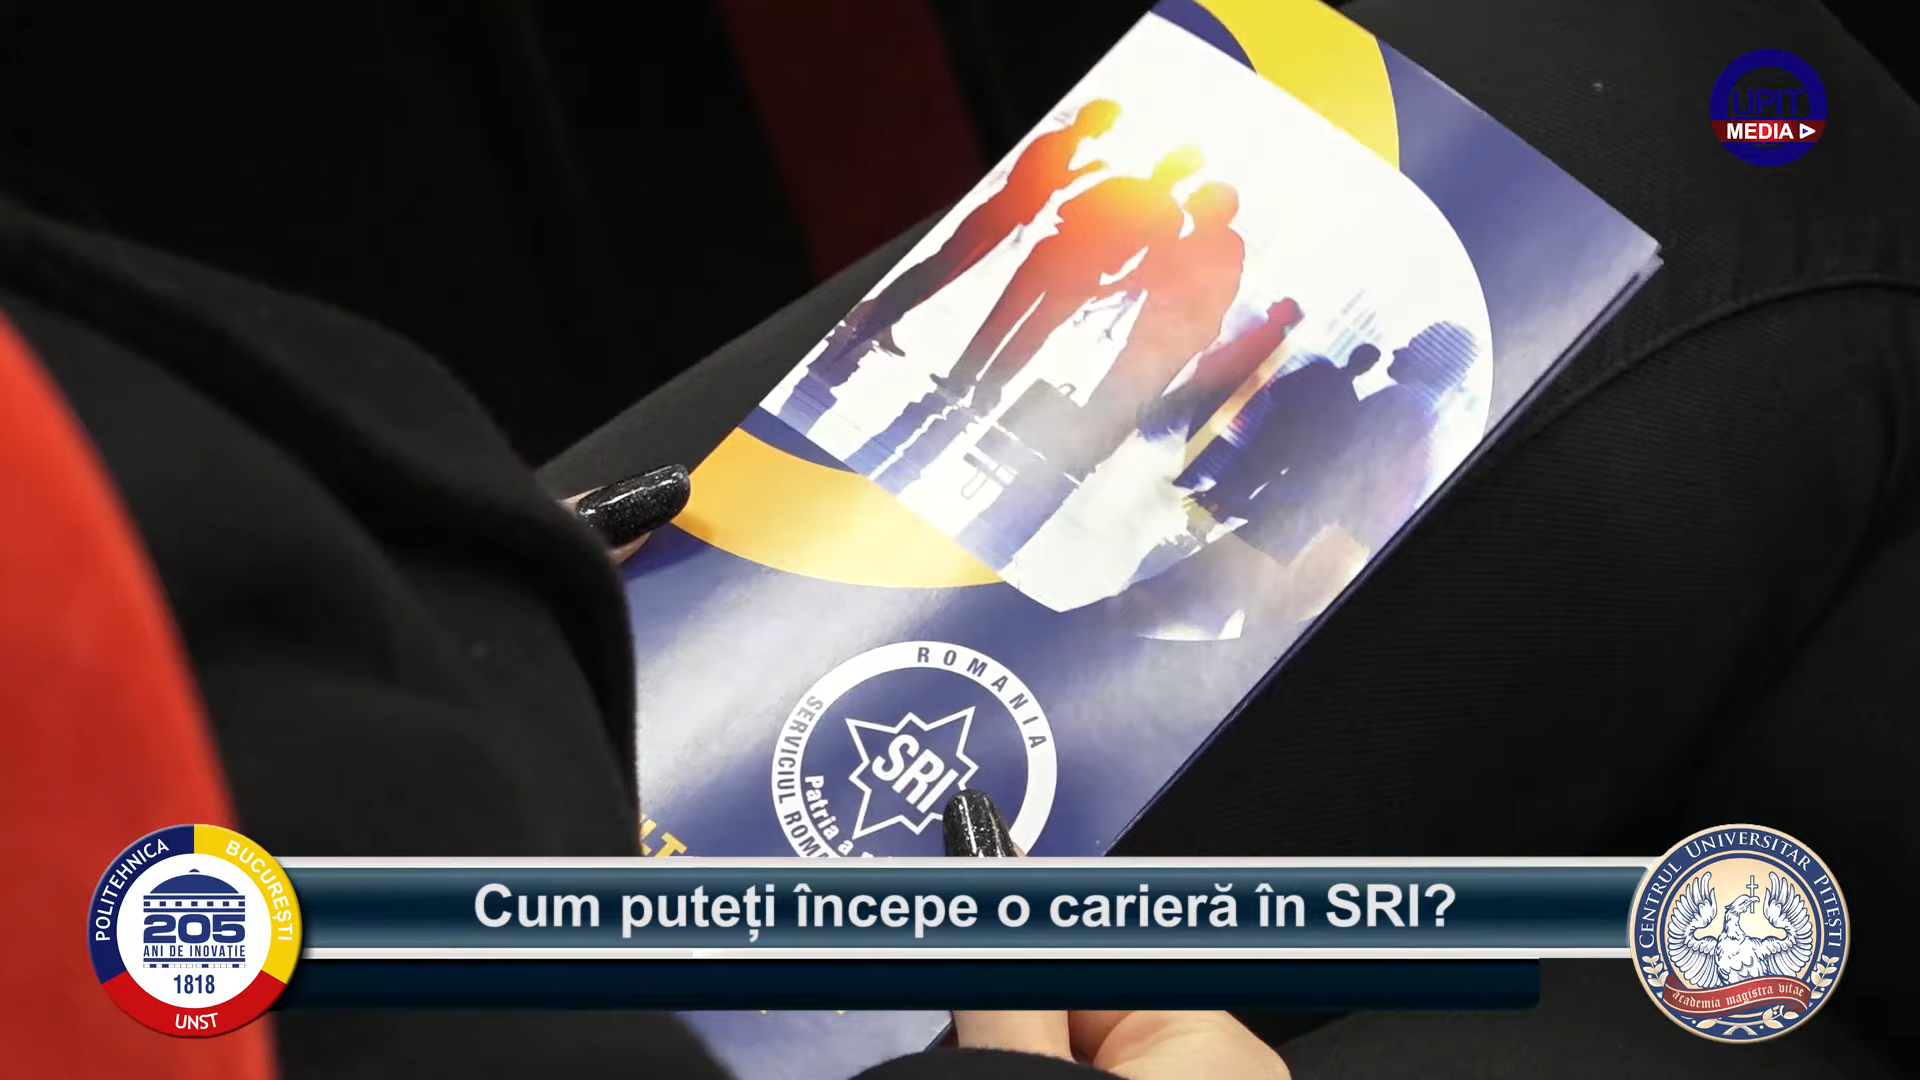 UPIT
MEDIA
ROMANIA
SERVICIUL
SRI
Patria a
Cum puteți începe o carieră în SRI?
POLITEHNICA BUCUREȘTI
205
ANI DE INOVAȚIE
1818
UNST
CENTRUL UNIVERSITAR PITEȘTI
academia magistra vitae